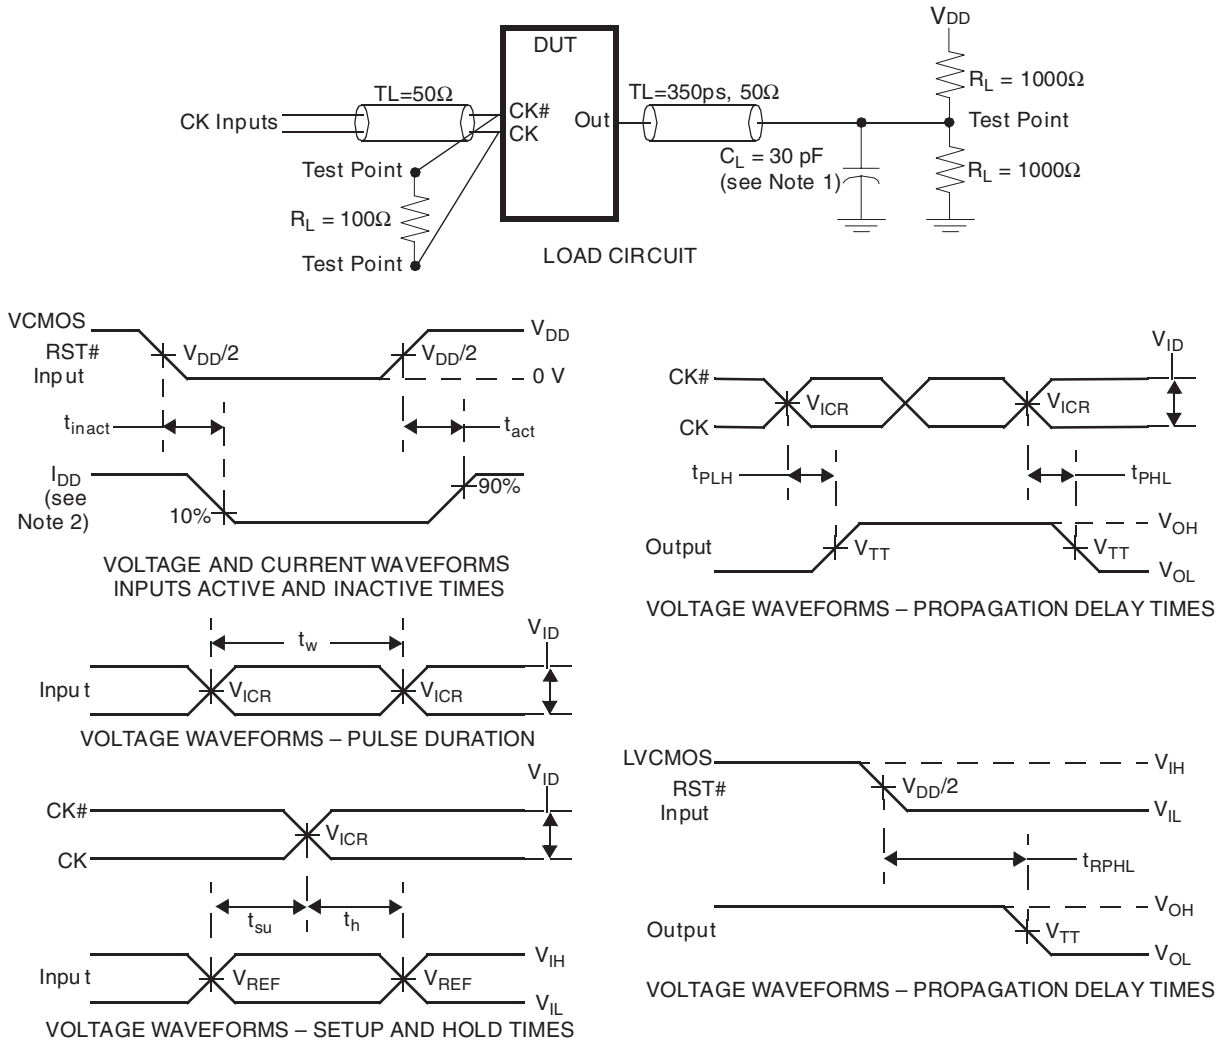 VDD
DUT
RL = 1000Ω
TL=50Ω
TL=350ps, 50Ω
CK Inputs
CK#
CK
Out
Test Point
Test Point
CL = 30 pF
(see Note 1)
RL = 1000Ω
RL = 100Ω
Test Point
LOAD CIRCUIT
VCMOS
RST#
Input
VDD/2
VDD/2
VDD
0 V
tinact
tact
IDD
(see
Note 2)
10%
90%
VOLTAGE AND CURRENT WAVEFORMS
INPUTS ACTIVE AND INACTIVE TIMES
VID
CK#
CK
VICR
VICR
tPLH
tPHL
Output
VTT
VTT
VOH
VOL
VOLTAGE WAVEFORMS – PROPAGATION DELAY TIMES
tw
VID
Input
VICR
VICR
VOLTAGE WAVEFORMS – PULSE DURATION
VID
CK#
CK
VICR
tsu
th
Input
VREF
VREF
VIH
VIL
VOLTAGE WAVEFORMS – SETUP AND HOLD TIMES
LVCMOS
RST#
Input
VDD/2
VIH
VIL
tRPHL
Output
VTT
VOH
VOL
VOLTAGE WAVEFORMS – PROPAGATION DELAY TIMES